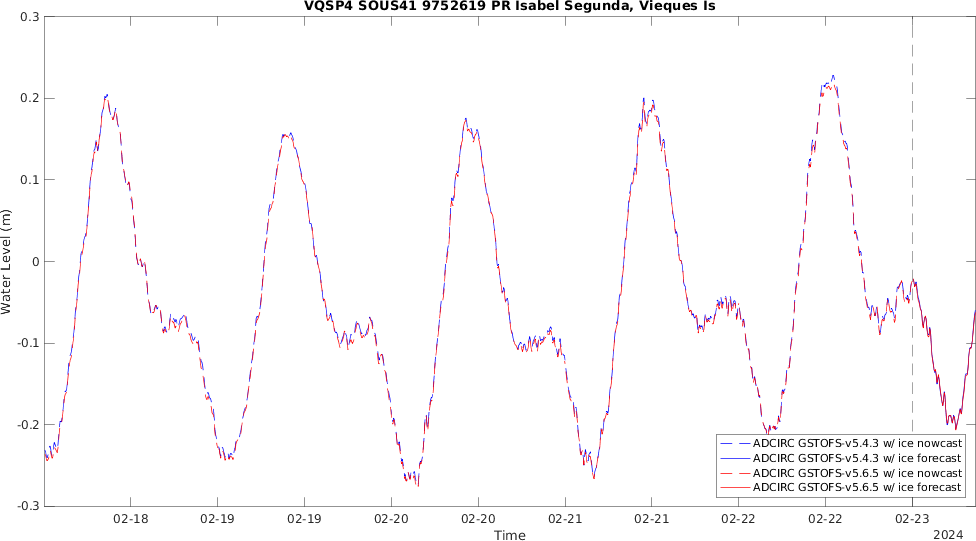 VQSP4 SOUS41 9752619 PR Isabel Segunda, Vieques Is
0.3
0.2
0.1
0
-0.1
-0.2
-0.3
Water Level (m)
ADCIRC GSTOFS-v5.4.3 w/ ice nowcast
ADCIRC GSTOFS-v5.4.3 w/ ice forecast
ADCIRC GSTOFS-v5.6.5 w/ ice nowcast
ADCIRC GSTOFS-v5.6.5 w/ ice forecast
02-18 02-19 02-19 02-20 02-20 02-21 02-21 02-22 02-22 02-23
Time 2024